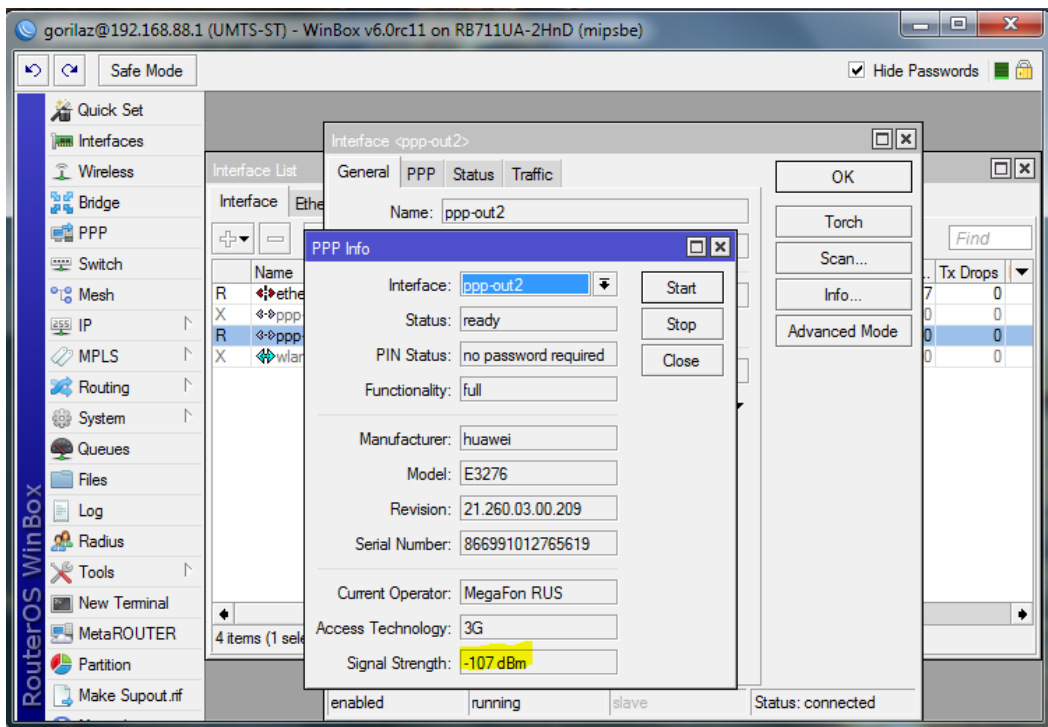 gorilaz@192.168.88.1 (UMTS-ST) - WinBox v6.0rc11 on RB711UA-2HnD (mipsbe)
Safe Mode
Hide Passwords
RouterOS WinBox
Quick Set
Interfaces
Wireless
Bridge
PPP
Switch
Mesh
IP
MPLS
Routing
System
Queues
Files
Log
Radius
Tools
New Terminal
MetaROUTER
Partition
Make Supout.rif
Interface List
Interface
Find
Name
Tx Drops
R 7 0
X 0 0
R 0 0
X 0 0
4 items (1
Interface <ppp-out2>
General PPP Status Traffic
Name: ppp-out2
OK
Torch
Scan...
Info...
Advanced Mode
enabled running slave Status: connected
PPP Info
Interface: ppp-out2
Status: ready
PIN Status: no password required
Functionality: full
Manufacturer: huawei
Model: E3276
Revision: 21.260.03.00.209
Serial Number: 866991012765619
Current Operator: MegaFon RUS
Access Technology: 3G
Signal Strength: -107 dBm
Start
Stop
Close